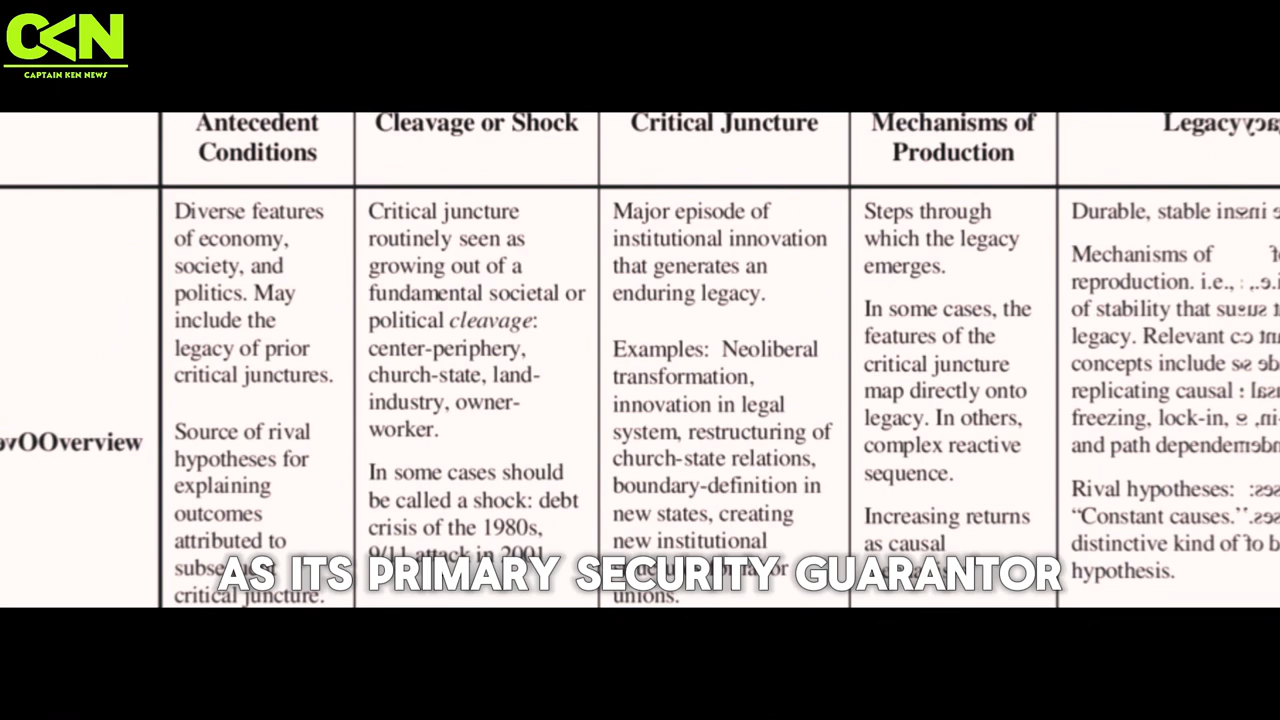 CKN
CAPTAIN KEN NEWS
Antecedent
Conditions
Cleavage or Shock
Critical Juncture
Mechanisms of
Production
Legacy
Overview
Diverse features
of economy,
society, and
politics. May
include the
legacy of prior
critical junctures.
Source of rival
hypotheses for
explaining
outcomes
attributed to
critical juncture.
Critical juncture
routinely seen as
growing out of a
fundamental societal or
political cleavage:
center-periphery,
church-state, land-
industry, owner-
worker.
In some cases should
be called a shock: debt
crisis of the 1980s,
9/11 attack in 2001
Major episode of
institutional innovation
that generates an
enduring legacy.
Examples: Neoliberal
transformation,
innovation in legal
system, restructuring of
church-state relations,
boundary-definition in
new states, creating
new institutional
unions.
Steps through
which the legacy
emerges.
In some cases, the
features of the
critical juncture
map directly onto
legacy. In others,
complex reactive
sequence.
Increasing returns
as causal
Durable, stable
Mechanisms of
reproduction. i.e.,
of stability that
legacy. Relevant
concepts include
replicating causal
freezing, lock-in,
and path
Rival hypotheses:
“Constant causes.”
distinctive kind of
hypothesis.
AS ITS PRIMARY SECURITY GUARANTOR